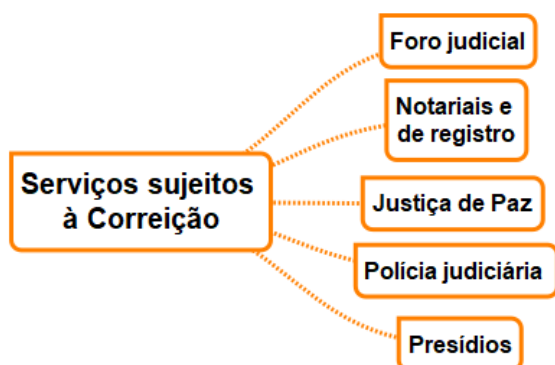 Foro judicial
Notariais e
de registro
Serviços sujeitos
à Correição
Justiça de Paz
Polícia judiciária
Presídios